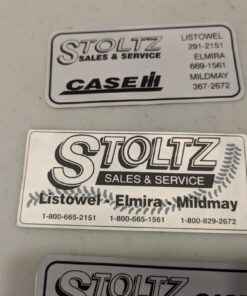 STOLTZ
SALES & SERVICE
CASE IH
LISTOWEL
291-2151
ELMIRA
669-1561
MILDMAY
367-2672
STOLTZ
SALES & SERVICE
Listowel - Elmira - Mildmay
1-800-665-2151 1-800-665-1561 1-800-829-2672
STOLTZ